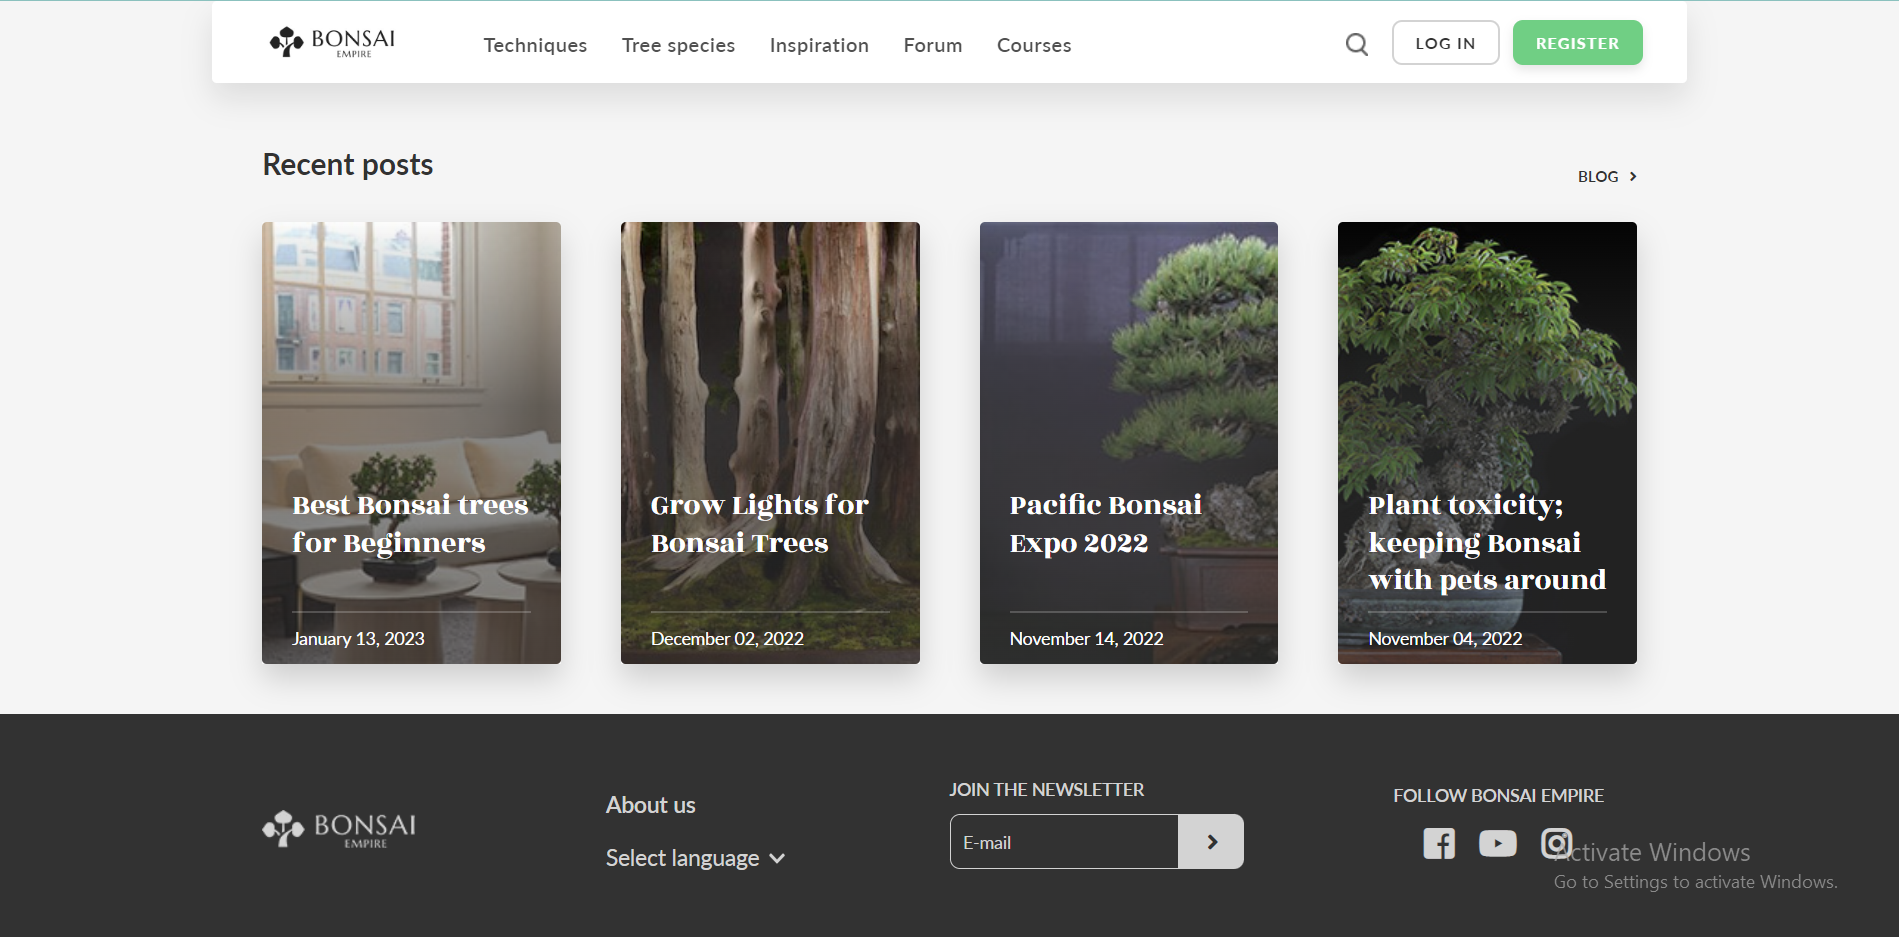 BONSAI
EMPIRE
Techniques
Tree species
Inspiration
Forum
Courses
LOG IN
REGISTER
Recent posts
BLOG
Best Bonsai trees
for Beginners
January 13, 2023
Grow Lights for
Bonsai Trees
December 02, 2022
Pacific Bonsai
Expo 2022
November 14, 2022
Plant toxicity;
keeping Bonsai
with pets around
November 04, 2022
BONSAI
EMPIRE
About us
Select language
JOIN THE NEWSLETTER
E-mail
FOLLOW BONSAI EMPIRE
Activate Windows
Go to Settings to activate Windows.